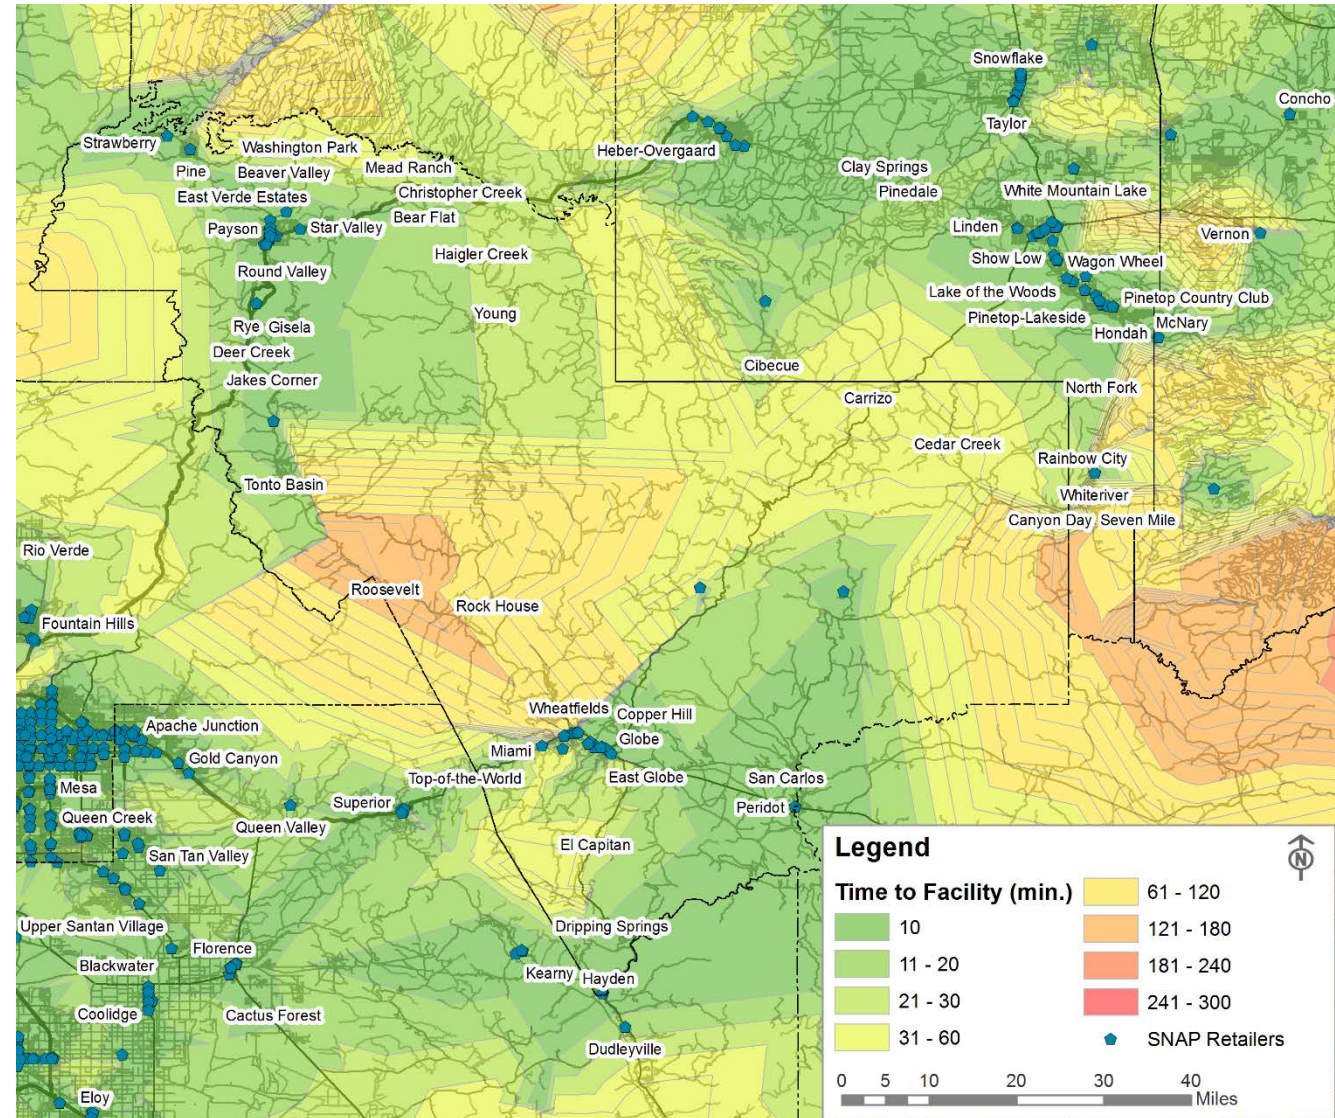 Snowflake
Concho
Strawberry
Washington Park
Taylor
Heber-Overgaard
Pine
Beaver Valley
Mead Ranch
Clay Springs
East Verde Estates
Christopher Creek
Pinedale
White Mountain Lake
Payson
Star Valley
Bear Flat
Linden
Vernon
Haigler Creek
Show Low
Wagon Wheel
Round Valley
Lake of the Woods
Pinetop Country Club
Young
Pinetop-Lakeside
McNary
Rye
Gisela
Hondah
Deer Creek
Cibecue
Jakes Corner
North Fork
Carrizo
Cedar Creek
Rainbow City
Tonto Basin
Whiteriver
Canyon Day
Seven Mile
Rio Verde
Roosevelt
Rock House
Fountain Hills
Wheatfields
Copper Hill
Apache Junction
Miami
Globe
Gold Canyon
Top-of-the-World
East Globe
San Carlos
Mesa
Superior
Peridot
Queen Creek
Queen Valley
El Capitan
San Tan Valley
Upper Santan Village
Dripping Springs
Florence
Blackwater
Kearny
Hayden
Coolidge
Cactus Forest
Dudleyville
Eloy
Legend
N
Time to Facility (min.)
10
11 - 20
21 - 30
31 - 60
61 - 120
121 - 180
181 - 240
241 - 300
SNAP Retailers
0 5 10 20 30 40
Miles